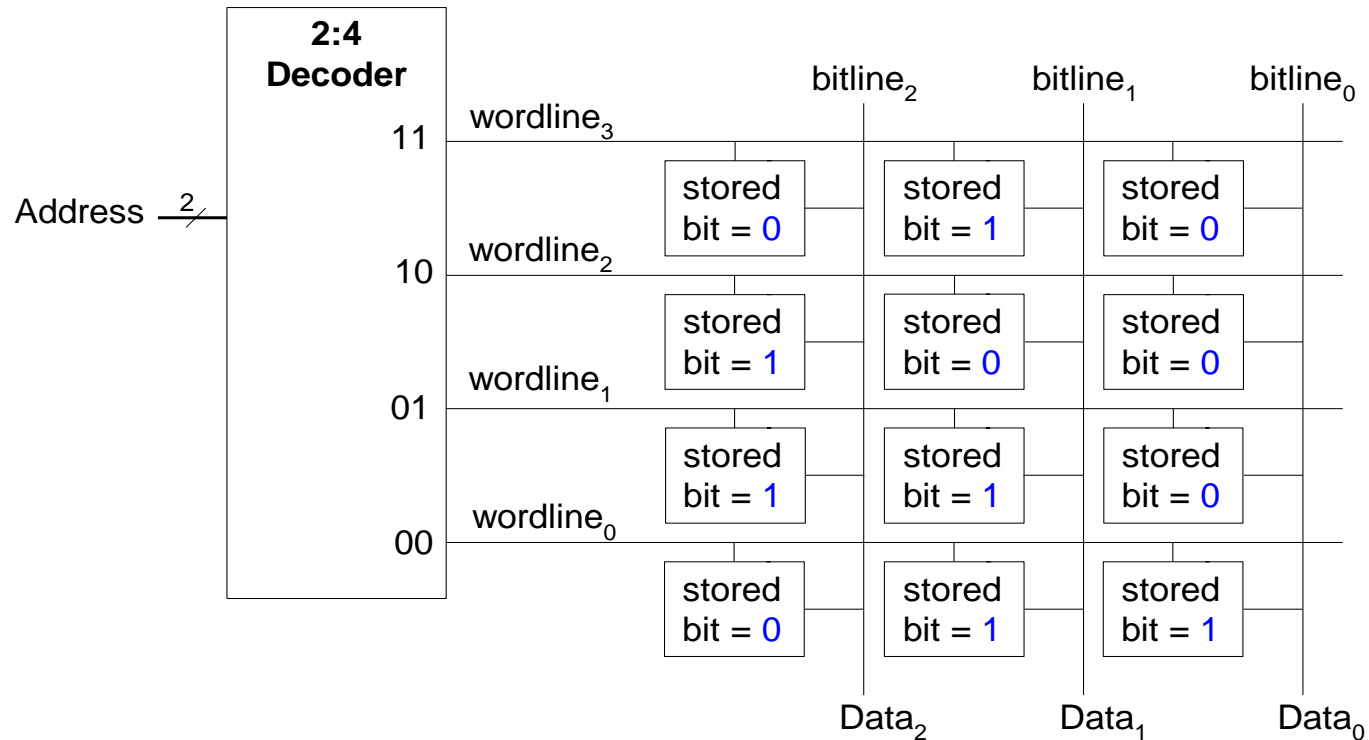 2:4
Decoder
bitline₂ bitline₁ bitline₀
wordline₃
11
stored stored stored
bit = 0 bit = 1 bit = 0
Address 2
wordline₂
10
stored stored stored
bit = 1 bit = 0 bit = 0
wordline₁
01
stored stored stored
bit = 1 bit = 1 bit = 0
wordline₀
00
stored stored stored
bit = 0 bit = 1 bit = 1
Data₂ Data₁ Data₀